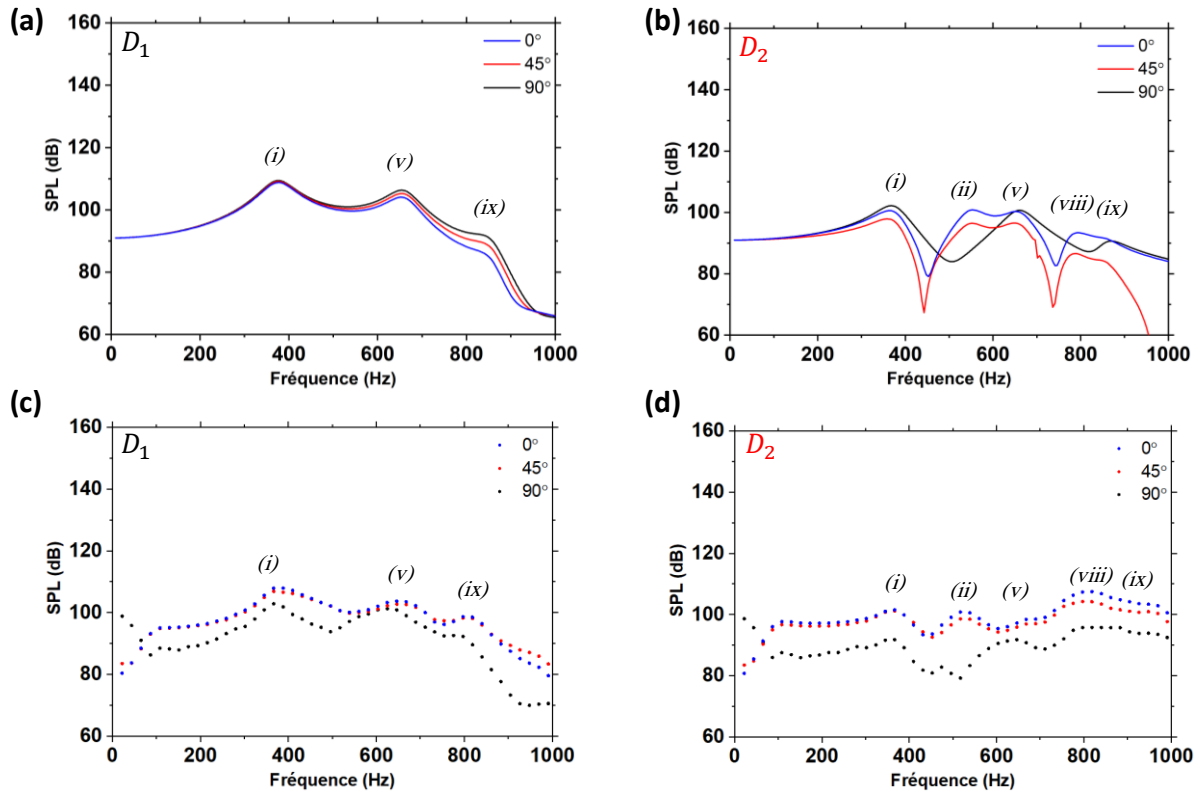 (a)
D₁
0°
45°
90°
(i)
(v)
(ix)
SPL (dB)
160
140
120
100
80
60
0 200 400 600 800 1000
Fréquence (Hz)
(b)
D₂
0°
45°
90°
(i)
(ii)
(v)
(viii)
(ix)
SPL (dB)
160
140
120
100
80
60
0 200 400 600 800 1000
Fréquence (Hz)
(c)
D₁
0°
45°
90°
(i)
(v)
(ix)
SPL (dB)
160
140
120
100
80
60
0 200 400 600 800 1000
Fréquence (Hz)
(d)
D₂
0°
45°
90°
(i)
(ii)
(v)
(viii)
(ix)
SPL (dB)
160
140
120
100
80
60
0 200 400 600 800 1000
Fréquence (Hz)